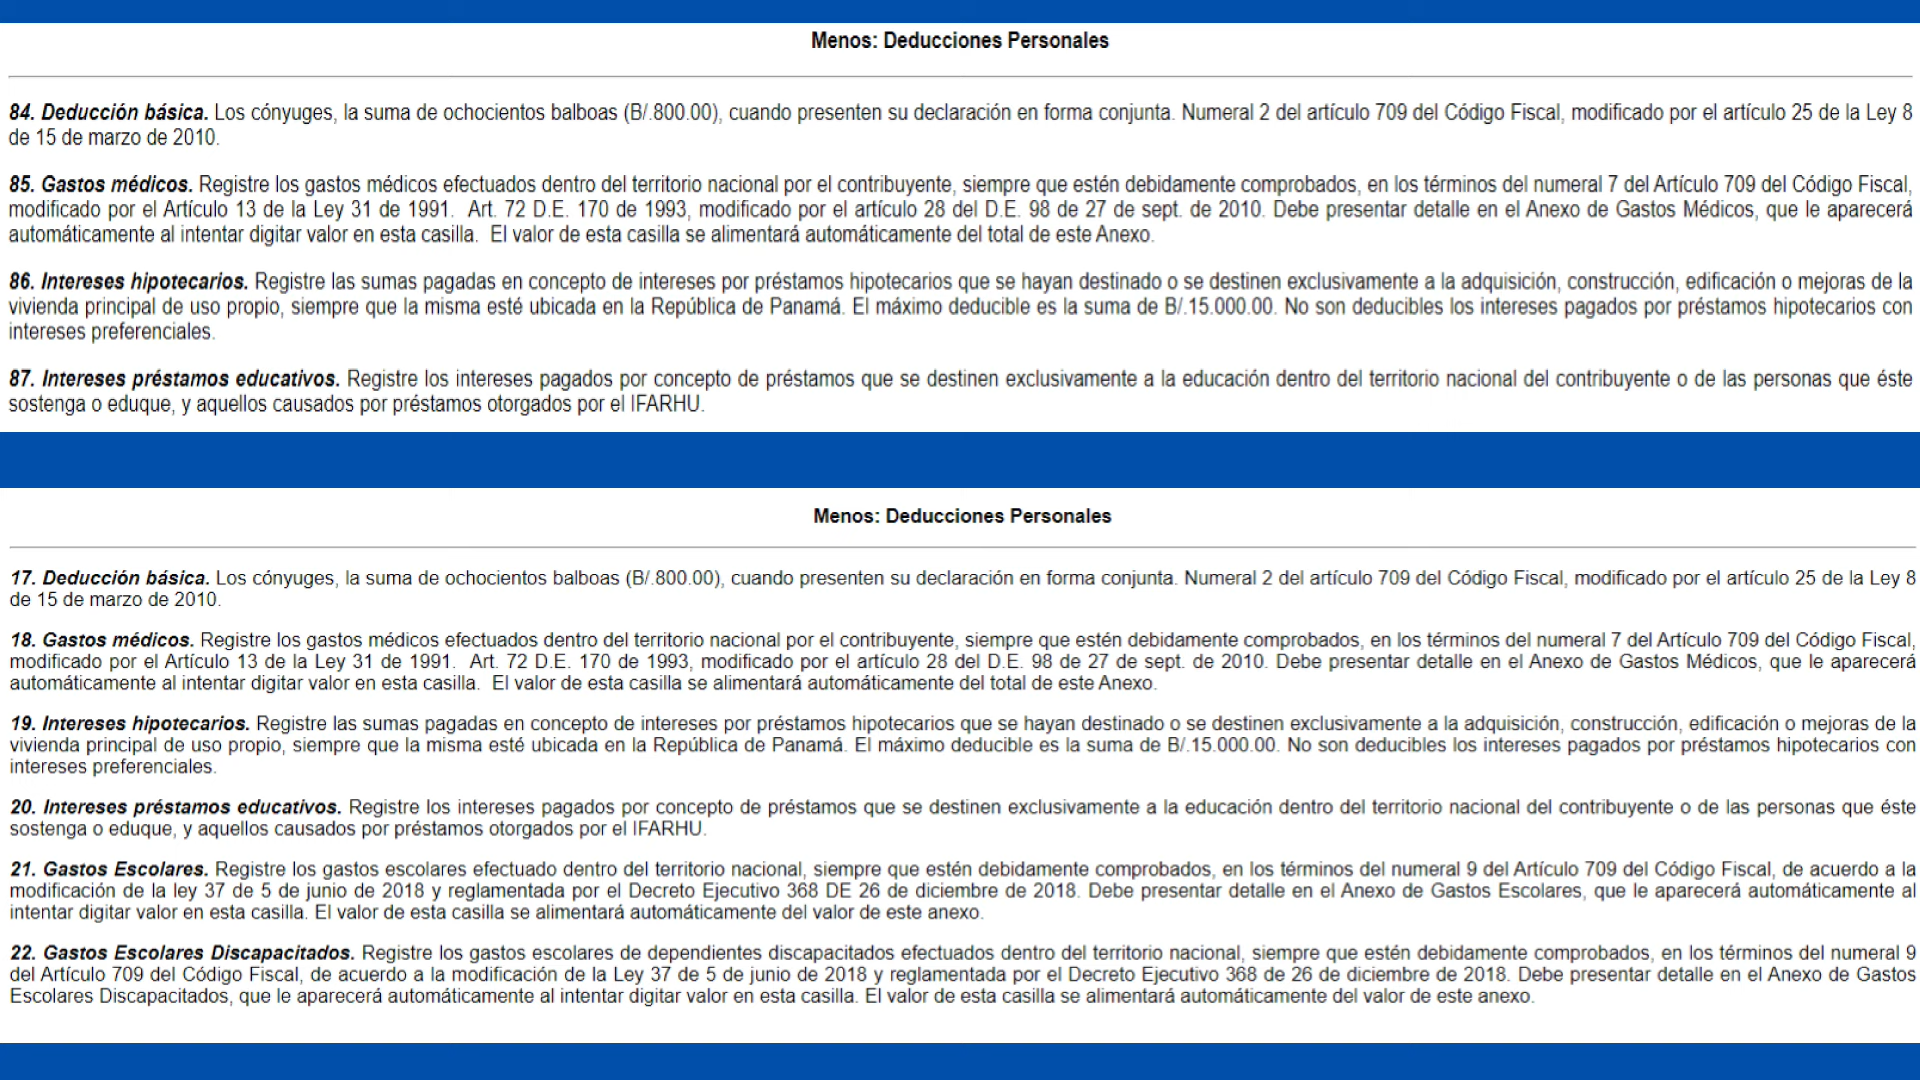 Menos: Deducciones Personales
84. Deducción básica. Los cónyuges, la suma de ochocientos balboas (B/.800.00), cuando presenten su declaración en forma conjunta. Numeral 2 del artículo 709 del Código Fiscal, modificado por el artículo 25 de la Ley 8
de 15 de marzo de 2010.
85. Gastos médicos. Registre los gastos médicos efectuados dentro del territorio nacional por el contribuyente, siempre que estén debidamente comprobados, en los términos del numeral 7 del Artículo 709 del Código Fiscal,
modificado por el Artículo 13 de la Ley 31 de 1991. Art. 72 D.E. 170 de 1993, modificado por el artículo 28 del D.E. 98 de 27 de sept. de 2010. Debe presentar detalle en el Anexo de Gastos Médicos, que le aparecerá
automáticamente al intentar digitar valor en esta casilla. El valor de esta casilla se alimentará automáticamente del total de este Anexo.
86. Intereses hipotecarios. Registre las sumas pagadas en concepto de intereses por préstamos hipotecarios que se hayan destinado o se destinen exclusivamente a la adquisición, construcción, edificación o mejoras de la
vivienda principal de uso propio, siempre que la misma esté ubicada en la República de Panamá. El máximo deducible es la suma de B/.15.000.00. No son deducibles los intereses pagados por préstamos hipotecarios con
intereses preferenciales.
87. Intereses préstamos educativos. Registre los intereses pagados por concepto de préstamos que se destinen exclusivamente a la educación dentro del territorio nacional del contribuyente o de las personas que éste
sostenga o eduque, y aquellos causados por préstamos otorgados por el IFARHU.
Menos: Deducciones Personales
17. Deducción básica. Los cónyuges, la suma de ochocientos balboas (B/.800.00), cuando presenten su declaración en forma conjunta. Numeral 2 del artículo 709 del Código Fiscal, modificado por el artículo 25 de la Ley 8
de 15 de marzo de 2010.
18. Gastos médicos. Registre los gastos médicos efectuados dentro del territorio nacional por el contribuyente, siempre que estén debidamente comprobados, en los términos del numeral 7 del Artículo 709 del Código Fiscal,
modificado por el Artículo 13 de la Ley 31 de 1991. Art. 72 D.E. 170 de 1993, modificado por el artículo 28 del D.E. 98 de 27 de sept. de 2010. Debe presentar detalle en el Anexo de Gastos Médicos, que le aparecerá
automáticamente al intentar digitar valor en esta casilla. El valor de esta casilla se alimentará automáticamente del total de este Anexo.
19. Intereses hipotecarios. Registre las sumas pagadas en concepto de intereses por préstamos hipotecarios que se hayan destinado o se destinen exclusivamente a la adquisición, construcción, edificación o mejoras de la
vivienda principal de uso propio, siempre que la misma esté ubicada en la República de Panamá. El máximo deducible es la suma de B/.15.000.00. No son deducibles los intereses pagados por préstamos hipotecarios con
intereses preferenciales.
20. Intereses préstamos educativos. Registre los intereses pagados por concepto de préstamos que se destinen exclusivamente a la educación dentro del territorio nacional del contribuyente o de las personas que éste
sostenga o eduque, y aquellos causados por préstamos otorgados por el IFARHU.
21. Gastos Escolares. Registre los gastos escolares efectuado dentro del territorio nacional, siempre que estén debidamente comprobados, en los términos del numeral 9 del Artículo 709 del Código Fiscal, de acuerdo a la
modificación de la ley 37 de 5 de junio de 2018 y reglamentada por el Decreto Ejecutivo 368 DE 26 de diciembre de 2018. Debe presentar detalle en el Anexo de Gastos Escolares, que le aparecerá automáticamente al
intentar digitar valor en esta casilla. El valor de esta casilla se alimentará automáticamente del valor de este anexo.
22. Gastos Escolares Discapacitados. Registre los gastos escolares de dependientes discapacitados efectuados dentro del territorio nacional, siempre que estén debidamente comprobados, en los términos del numeral 9
del Artículo 709 del Código Fiscal, de acuerdo a la modificación de la Ley 37 de 5 de junio de 2018 y reglamentada por el Decreto Ejecutivo 368 de 26 de diciembre de 2018. Debe presentar detalle en el Anexo de Gastos
Escolares Discapacitados, que le aparecerá automáticamente al intentar digitar valor en esta casilla. El valor de esta casilla se alimentará automáticamente del valor de este anexo.